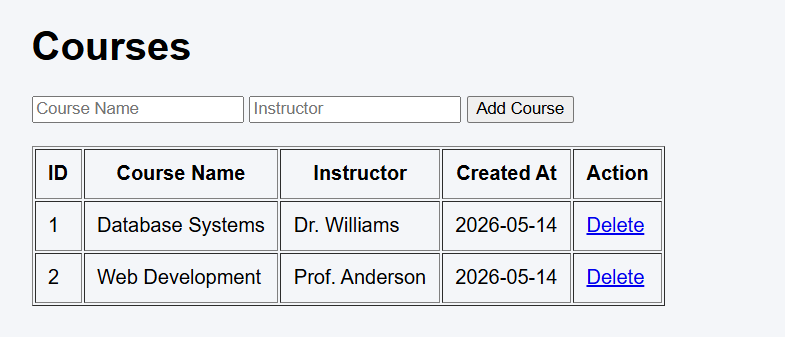 Courses
Course Name Instructor Add Course
ID Course Name Instructor Created At Action
1 Database Systems Dr. Williams 2026-05-14 Delete
2 Web Development Prof. Anderson 2026-05-14 Delete